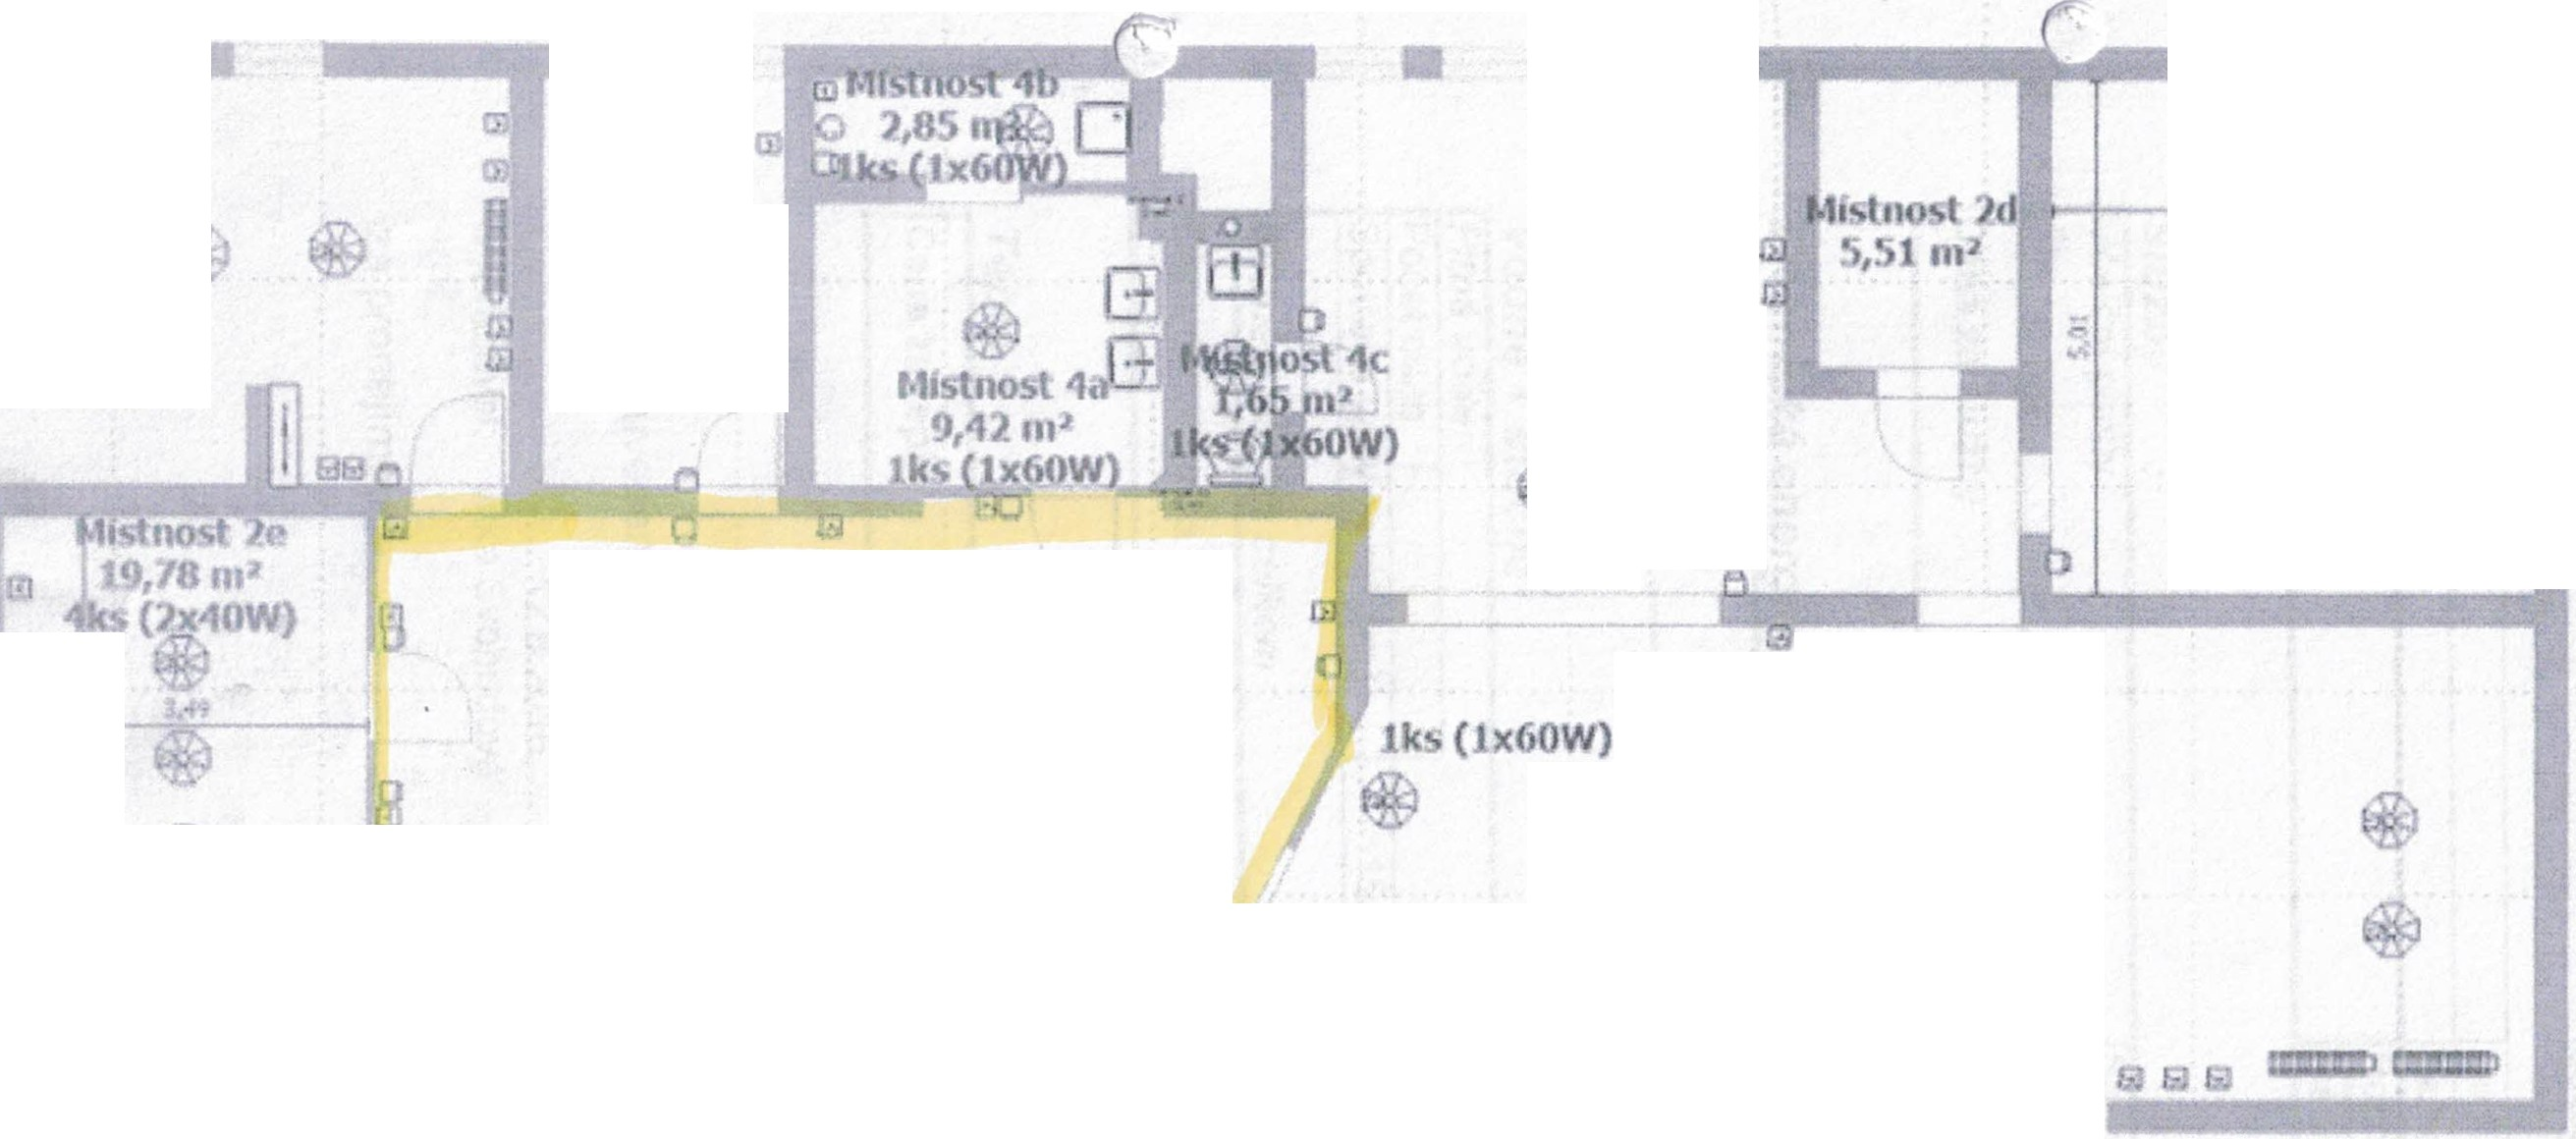 Místnost 4b
2,85 m²
1ks (1x60W)
Místnost 2d
5,51 m²
5,01
Místnost 4a
9,42 m²
1ks (1x60W)
Místnost 4c
1,65 m²
1ks (1x60W)
Místnost 2e
19,78 m²
4ks (2x40W)
3,49
1ks (1x60W)